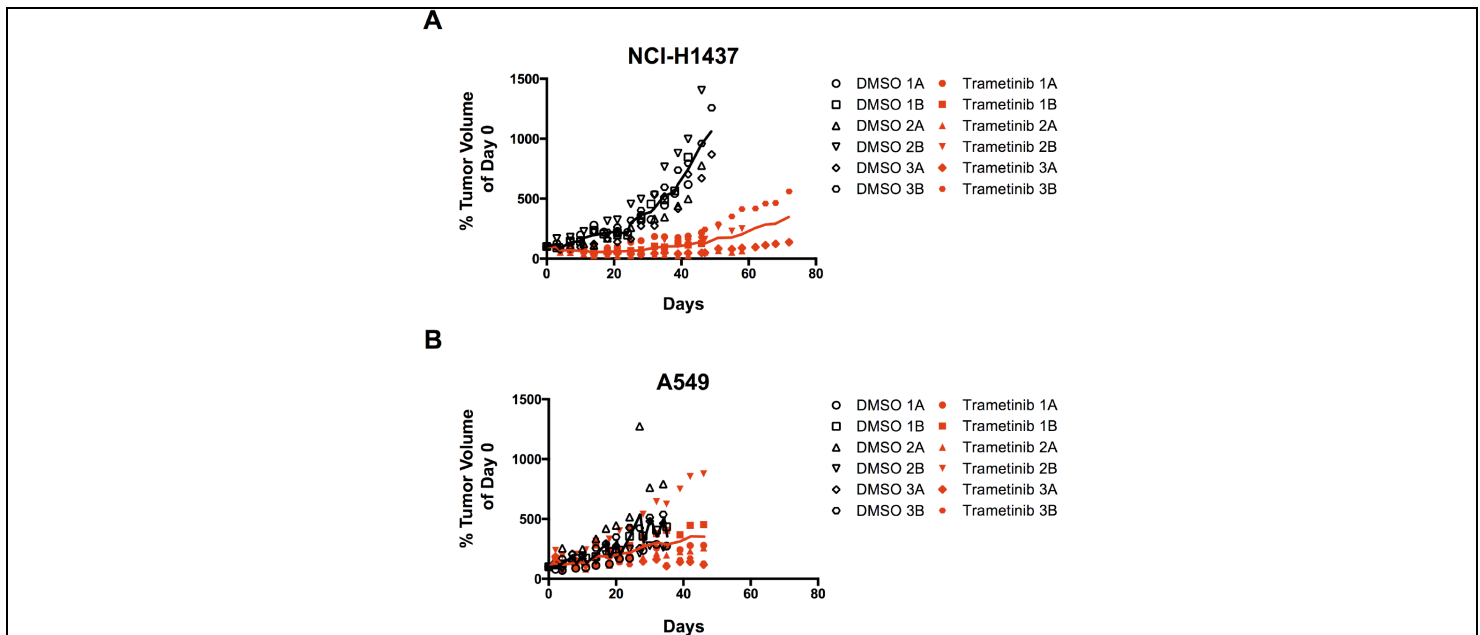 A
NCI-H1437
% Tumor Volume
of Day 0
1500
1000
500
0
0 20 40 60 80
Days
DMSO 1A Trametinib 1A
DMSO 1B Trametinib 1B
DMSO 2A Trametinib 2A
DMSO 2B Trametinib 2B
DMSO 3A Trametinib 3A
DMSO 3B Trametinib 3B
B
A549
% Tumor Volume
of Day 0
1500
1000
500
0
0 20 40 60 80
Days
DMSO 1A Trametinib 1A
DMSO 1B Trametinib 1B
DMSO 2A Trametinib 2A
DMSO 2B Trametinib 2B
DMSO 3A Trametinib 3A
DMSO 3B Trametinib 3B